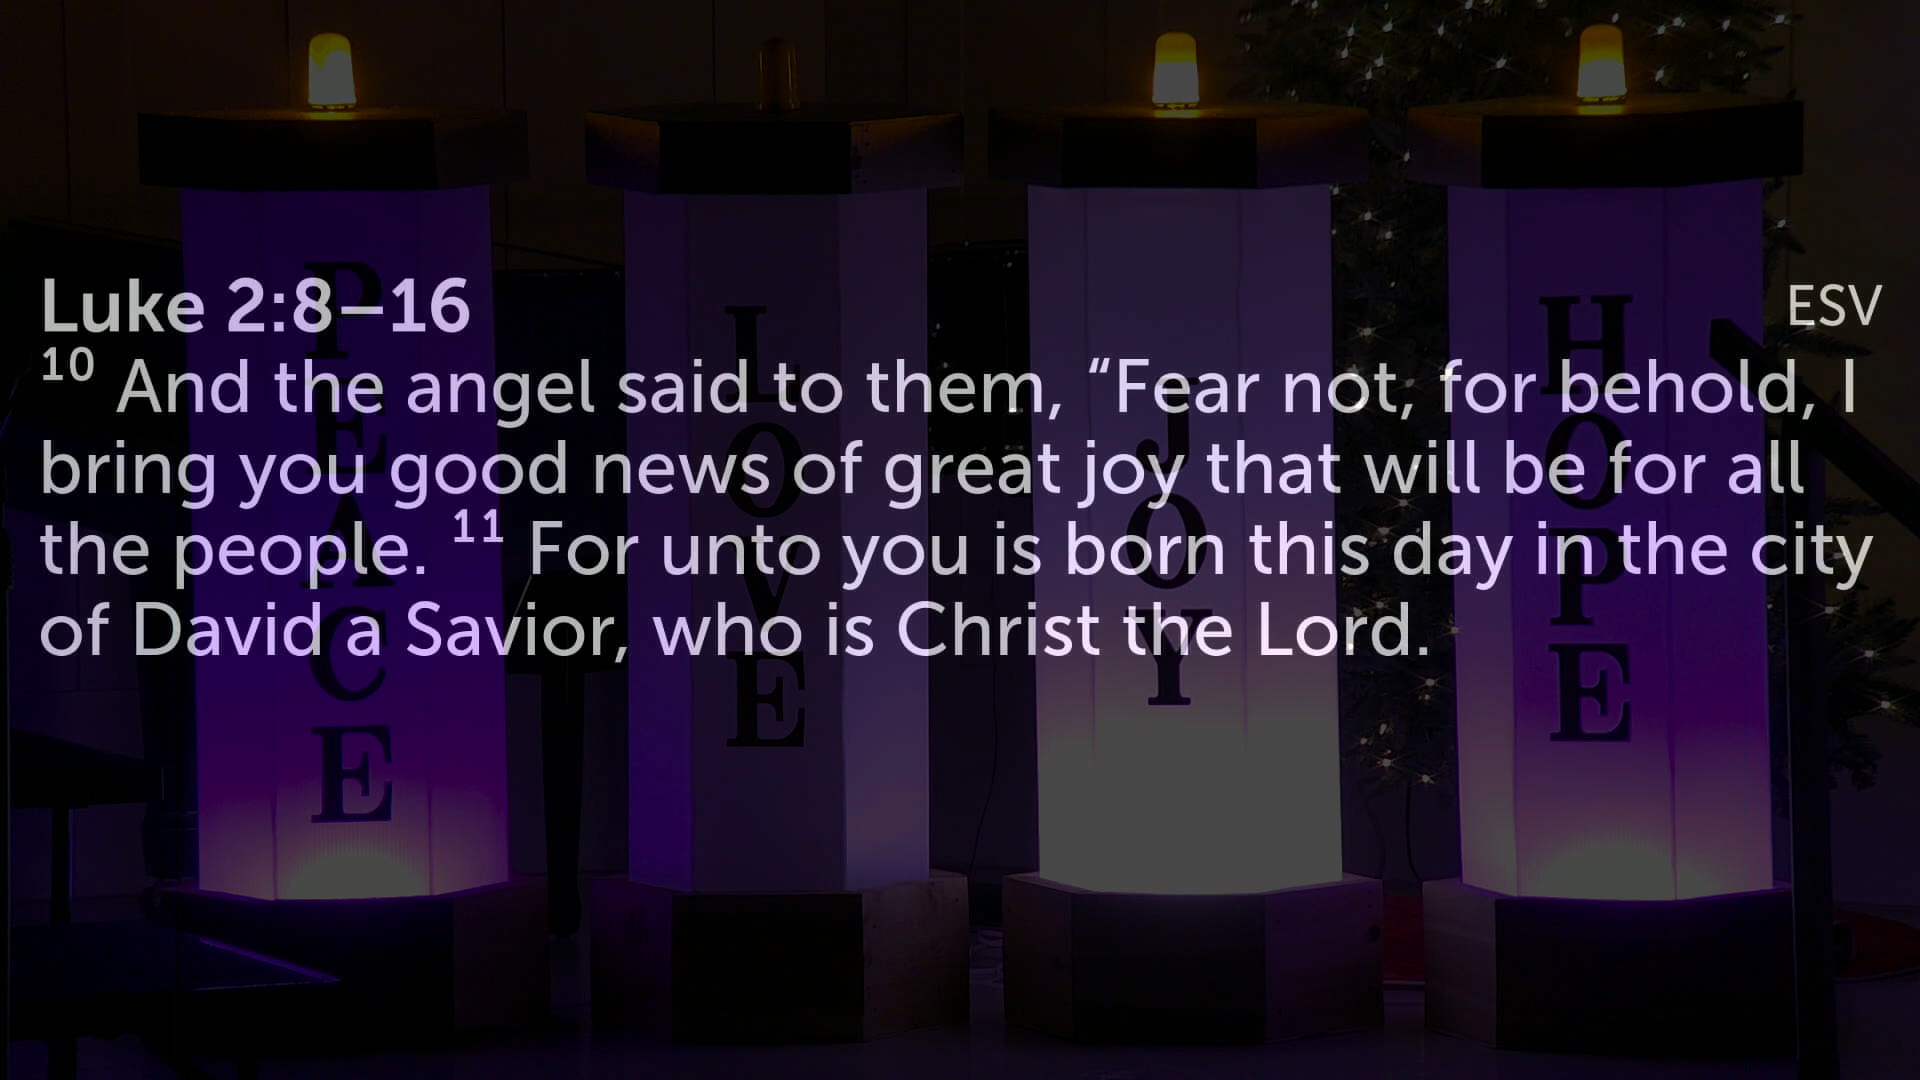 Luke 2:8–16 ESV
10 And the angel said to them, “Fear not, for behold, I
bring you good news of great joy that will be for all
the people. 11 For unto you is born this day in the city
of David a Savior, who is Christ the Lord.
PEACE
LOVE
JOY
HOPE